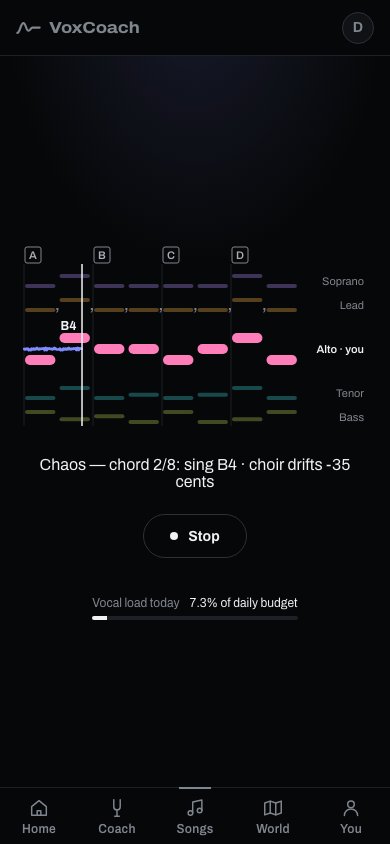 VoxCoach
D
A
B
C
D
Soprano
Lead
B4
Alto · you
Tenor
Bass
Chaos — chord 2/8: sing B4 · choir drifts -35
cents
Stop
Vocal load today 7.3% of daily budget
Home
Coach
Songs
World
You